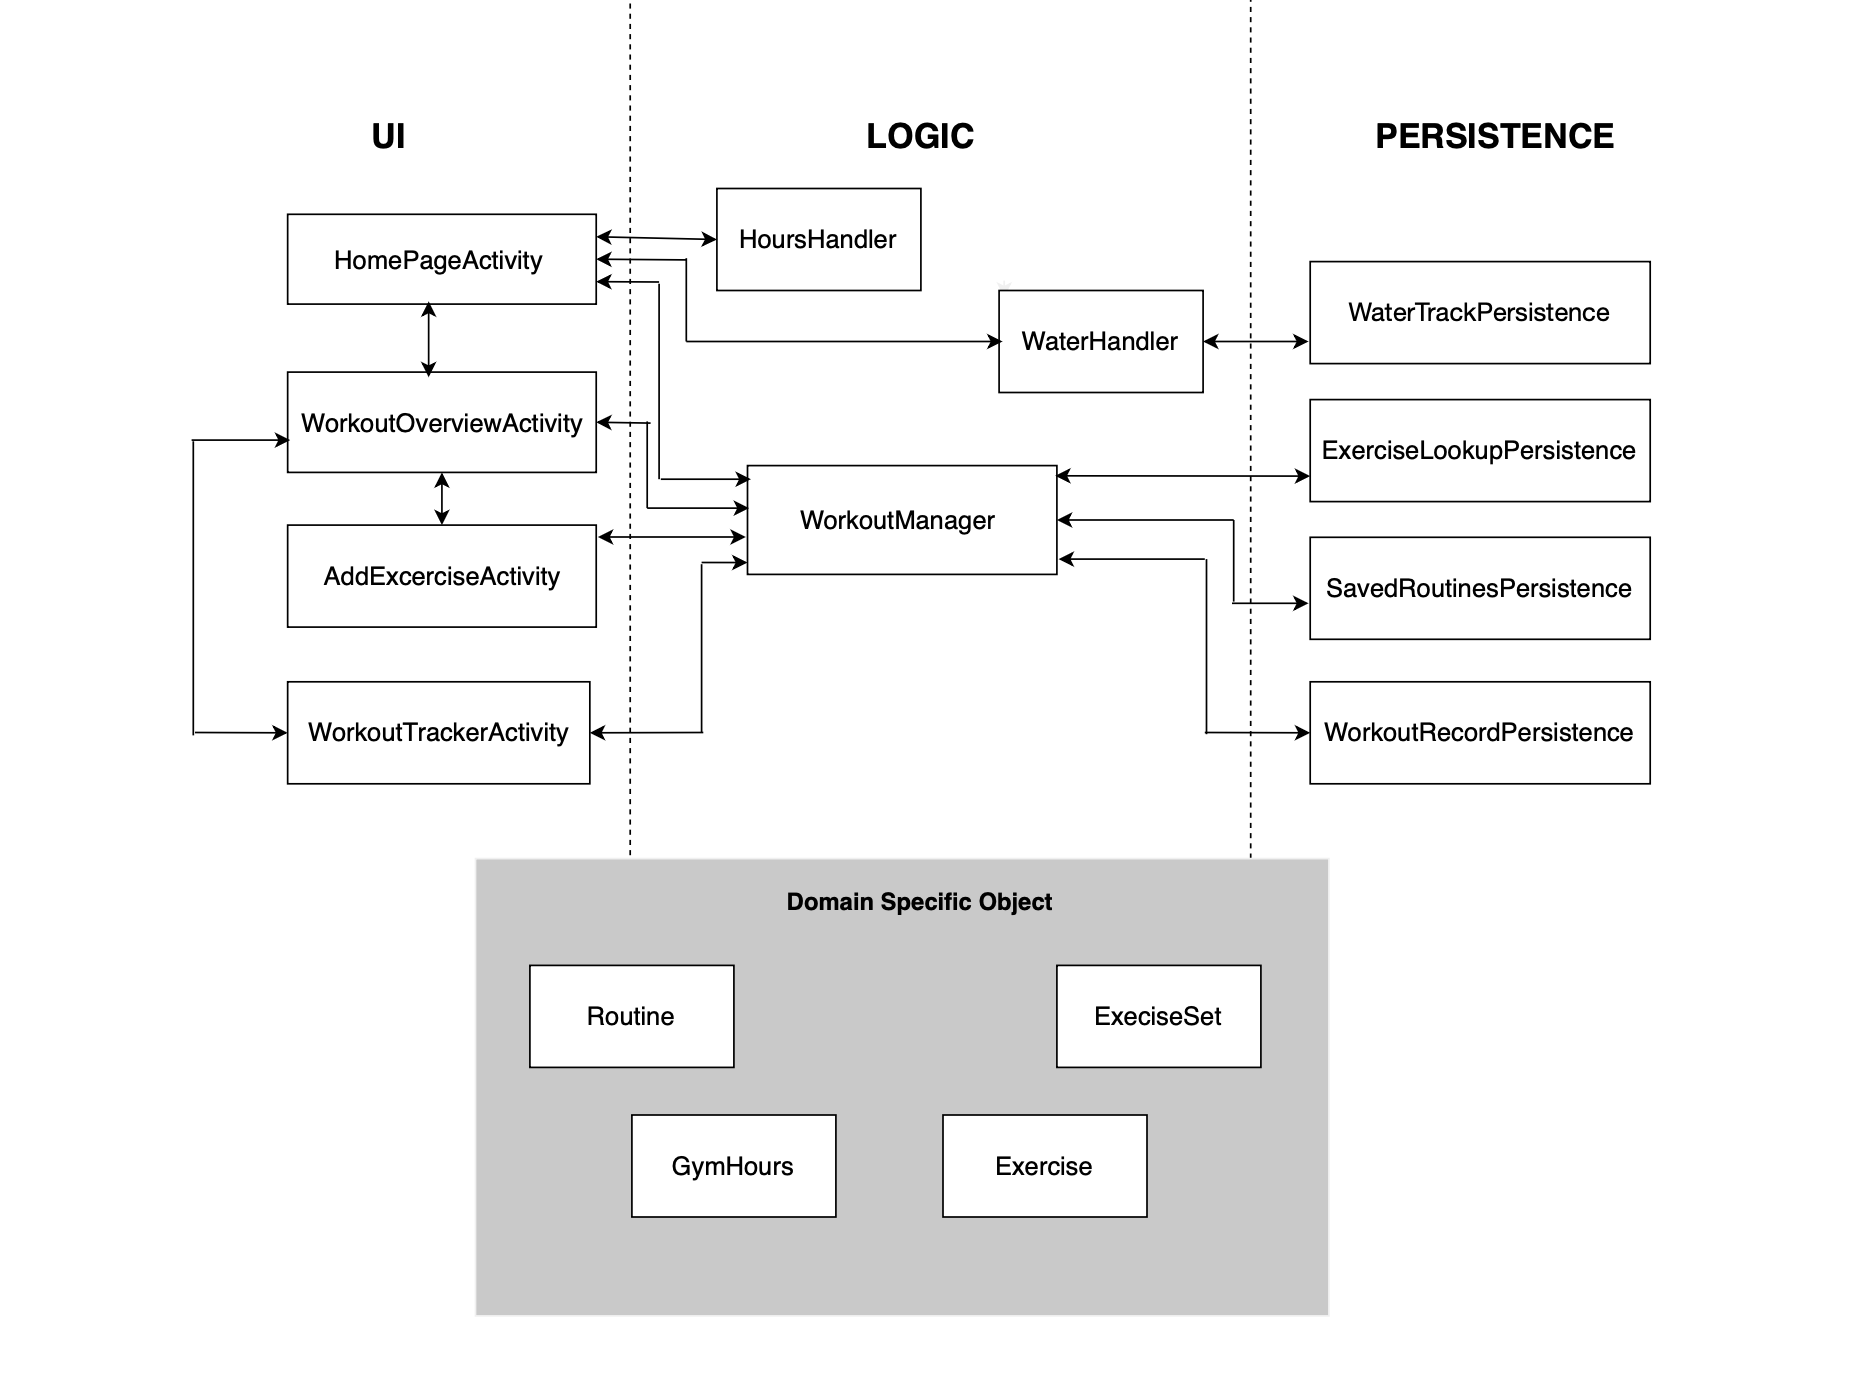 UI
LOGIC
PERSISTENCE
HomePageActivity
HoursHandler
WaterHandler
WaterTrackPersistence
WorkoutOverviewActivity
ExerciseLookupPersistence
WorkoutManager
AddExcerciseActivity
SavedRoutinesPersistence
WorkoutTrackerActivity
WorkoutRecordPersistence
Domain Specific Object
Routine
ExeciseSet
GymHours
Exercise